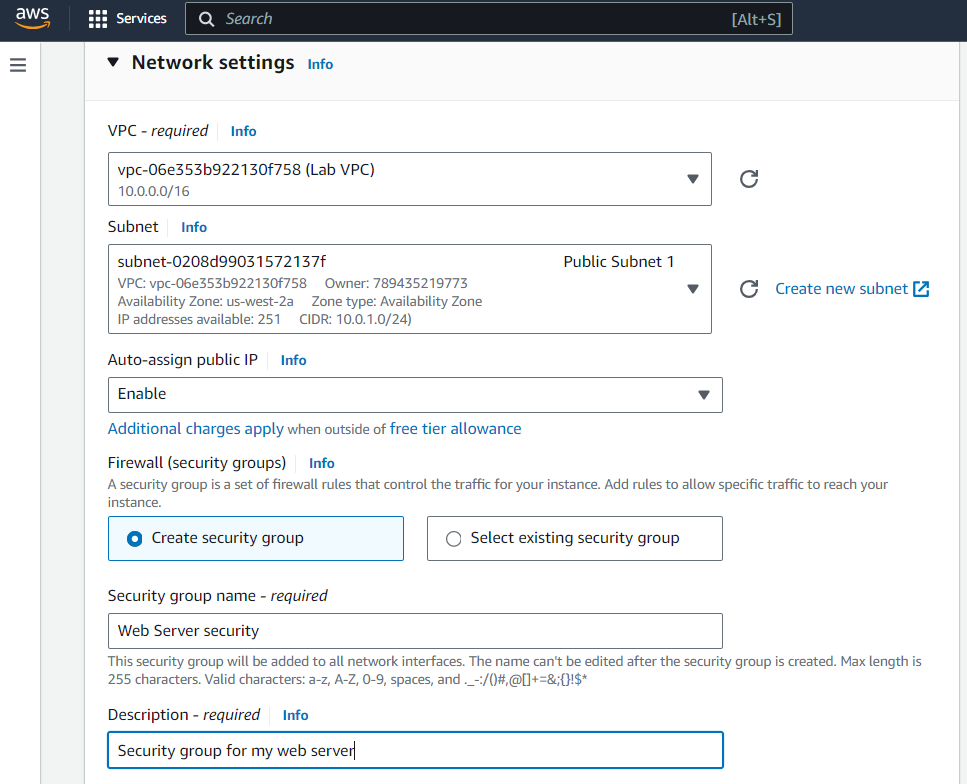 aws
Services
Search [Alt+S]
Network settings Info
VPC - required Info
vpc-06e353b922130f758 (Lab VPC)
10.0.0.0/16
Subnet Info
subnet-0208d99031572137f Public Subnet 1
VPC: vpc-06e353b922130f758 Owner: 789435219773
Availability Zone: us-west-2a Zone type: Availability Zone
IP addresses available: 251 CIDR: 10.0.1.0/24)
Create new subnet
Auto-assign public IP Info
Enable
Additional charges apply when outside of free tier allowance
Firewall (security groups) Info
A security group is a set of firewall rules that control the traffic for your instance. Add rules to allow specific traffic to reach your
instance.
Create security group
Select existing security group
Security group name - required
Web Server security
This security group will be added to all network interfaces. The name can't be edited after the security group is created. Max length is
255 characters. Valid characters: a-z, A-Z, 0-9, spaces, and ._-:/()#,@[]+=&;{}!$*
Description - required Info
Security group for my web server